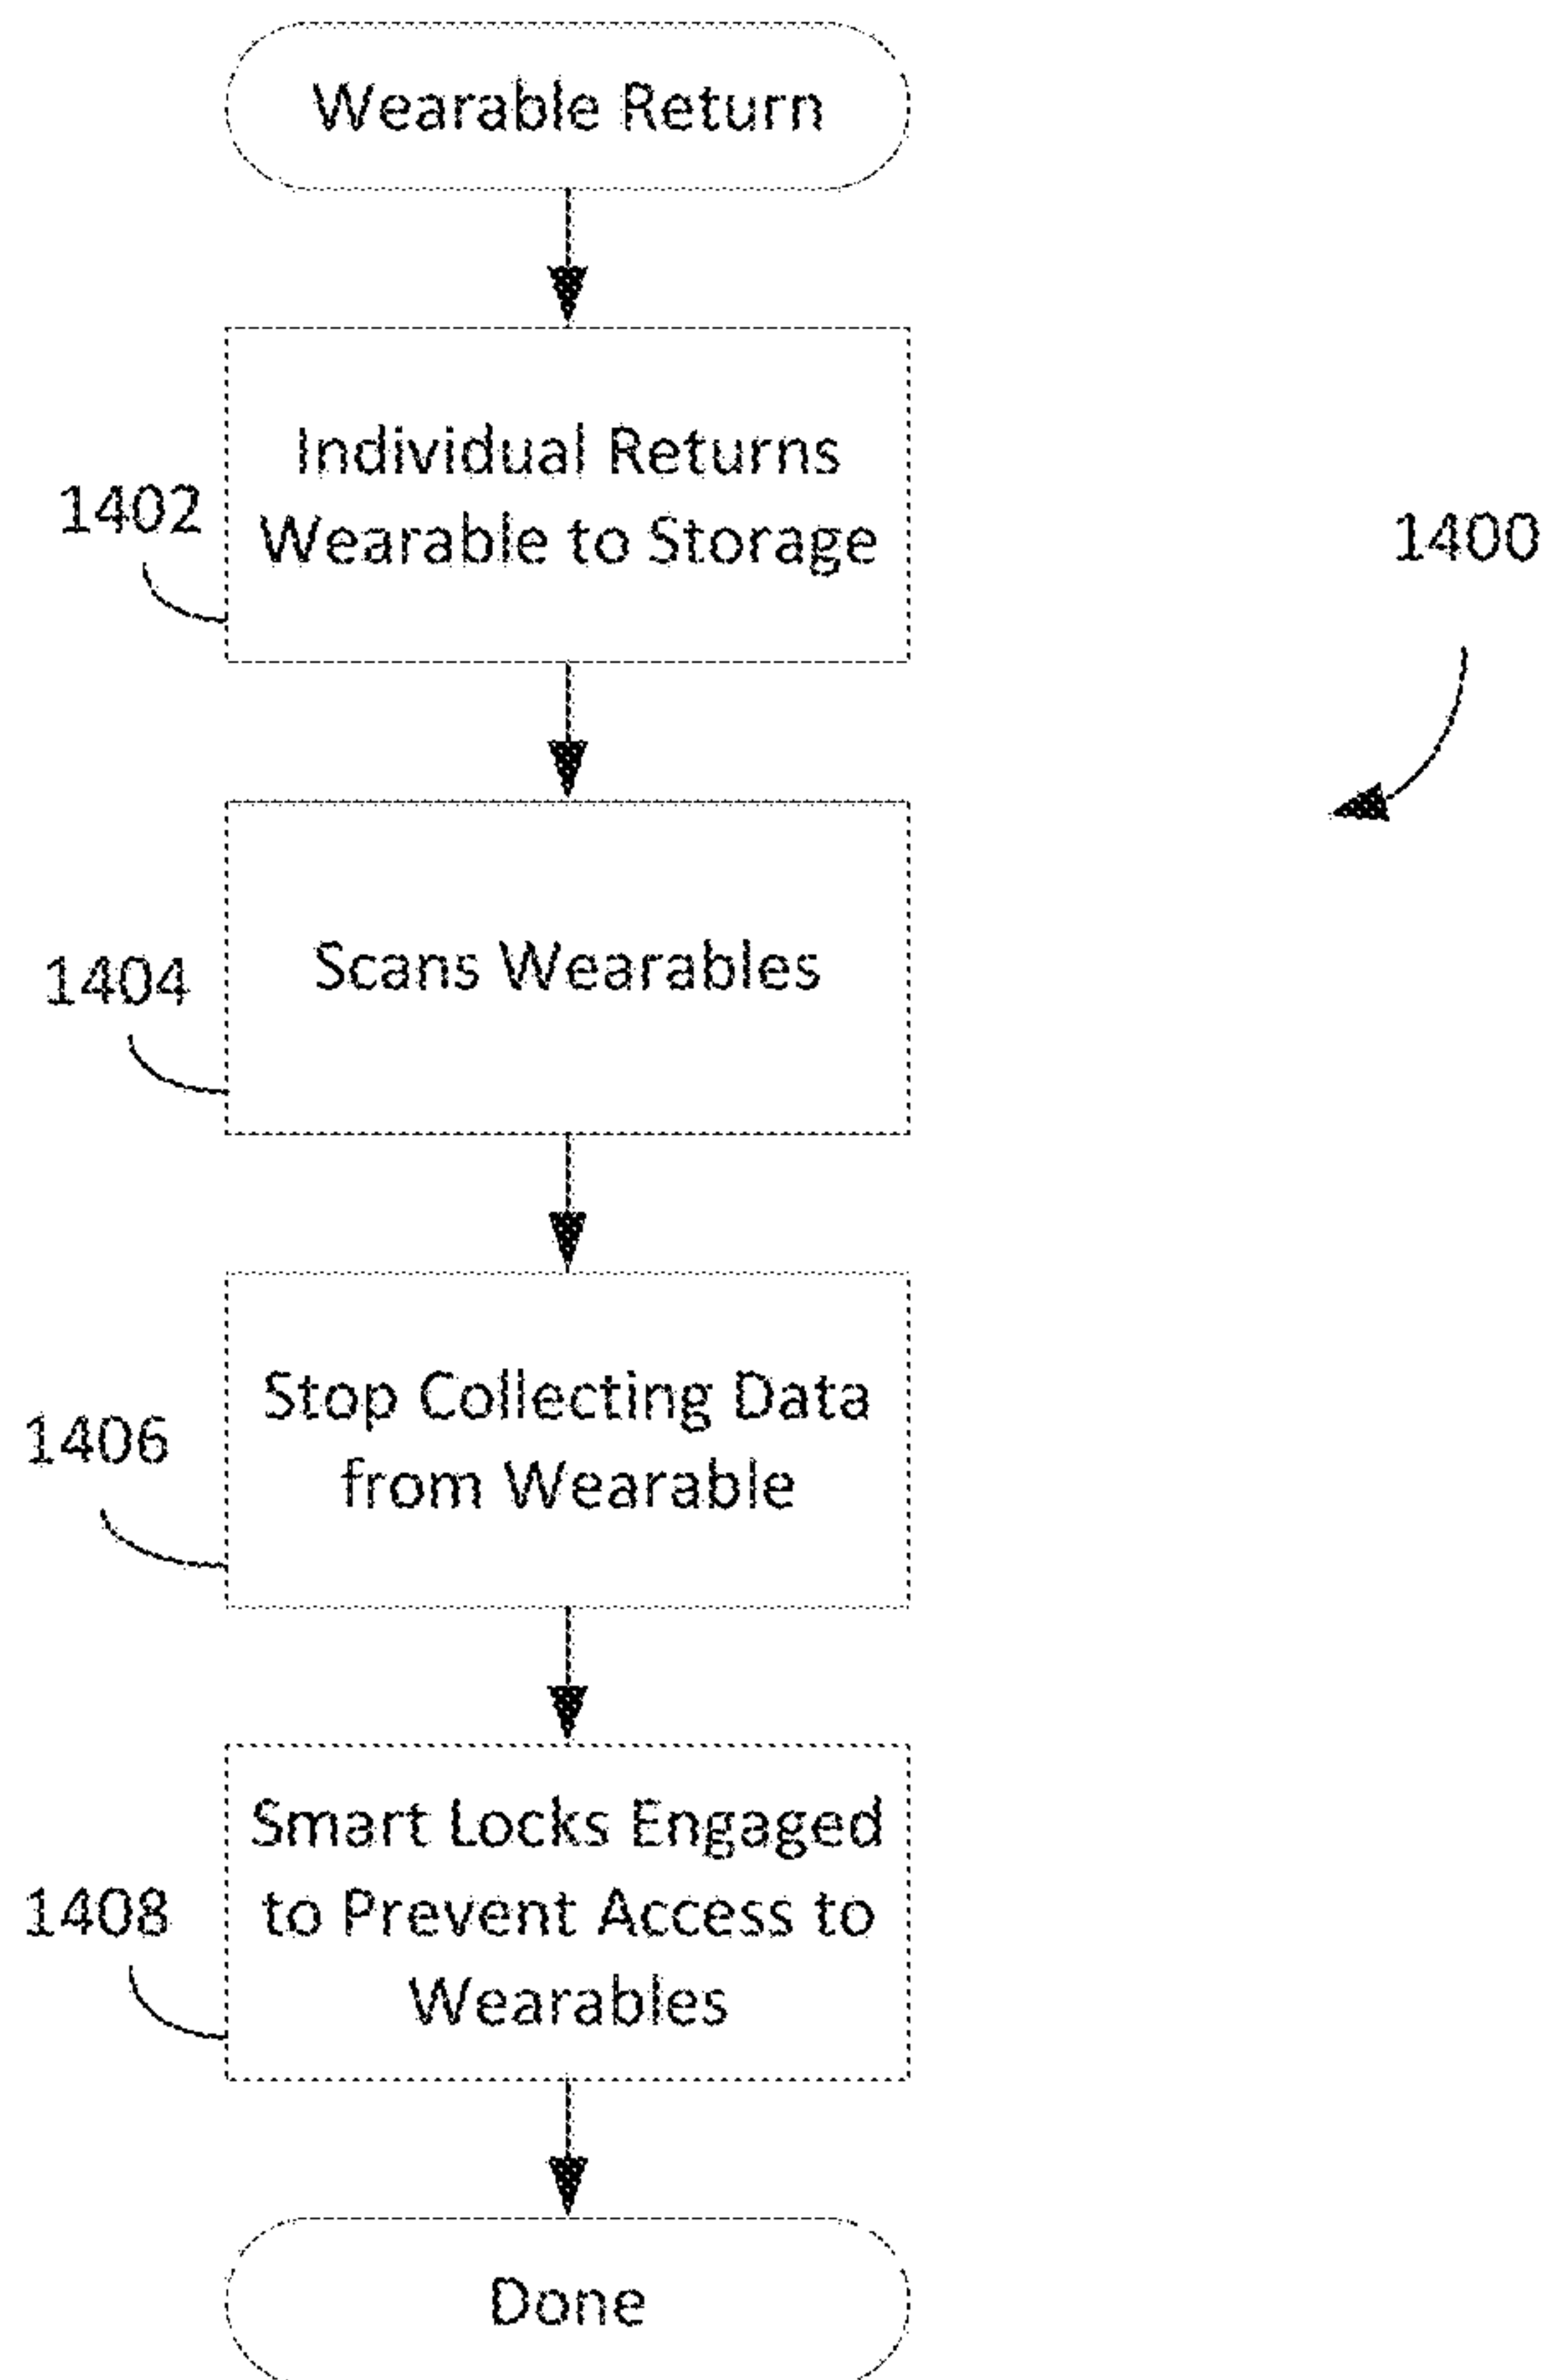 Wearable Return
Individual Returns
Wearable to Storage
1402
1400
Scans Wearables
1404
Stop Collecting Data
from Wearable
1406
Smart Locks Engaged
to Prevent Access to
Wearables
1408
Done